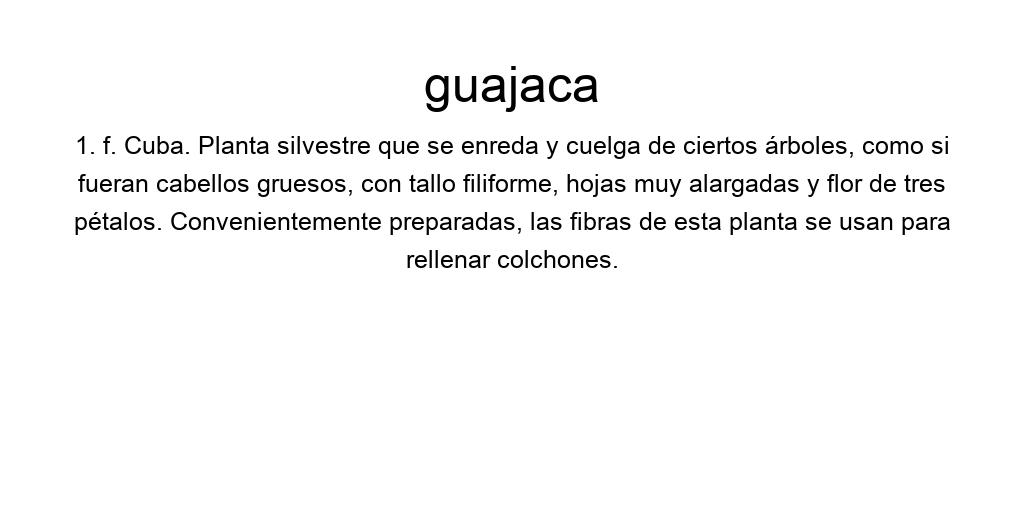 guajaca
1. f. Cuba. Planta silvestre que se enreda y cuelga de ciertos árboles, como si
fueran cabellos gruesos, con tallo filiforme, hojas muy alargadas y flor de tres
pétalos. Convenientemente preparadas, las fibras de esta planta se usan para
rellenar colchones.